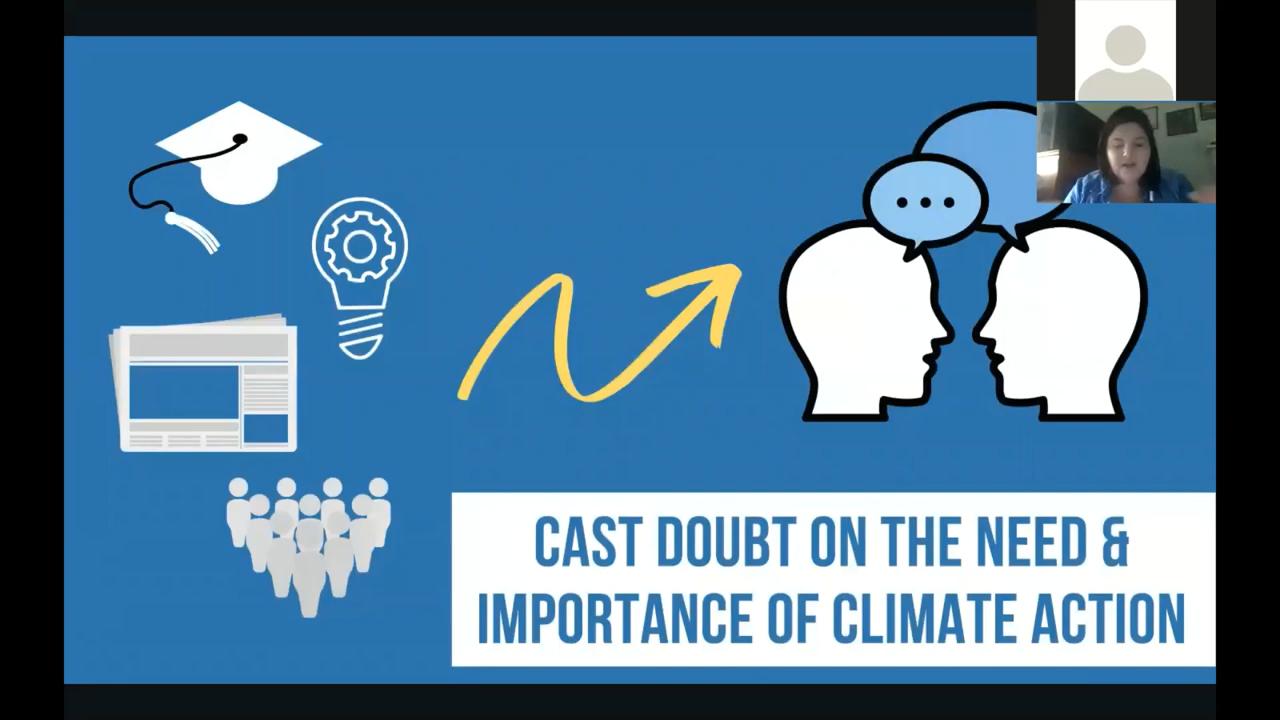 CAST DOUBT ON THE NEED &
IMPORTANCE OF CLIMATE ACTION